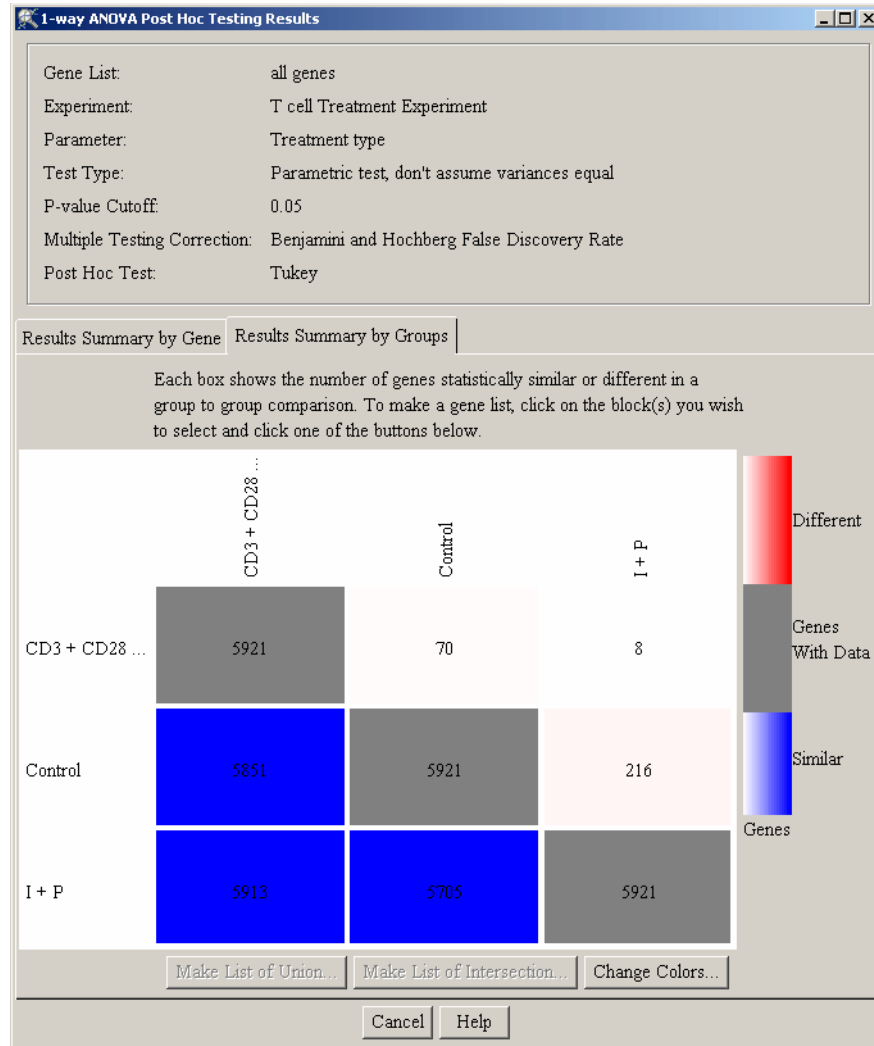 1-way ANOVA Post Hoc Testing Results
Gene List: all genes
Experiment: T cell Treatment Experiment
Parameter: Treatment type
Test Type: Parametric test, don't assume variances equal
P-value Cutoff: 0.05
Multiple Testing Correction: Benjamini and Hochberg False Discovery Rate
Post Hoc Test: Tukey
Results Summary by Gene Results Summary by Groups
Each box shows the number of genes statistically similar or different in a
group to group comparison. To make a gene list, click on the block(s) you wish
to select and click one of the buttons below.
CD3 + CD28 ... Control I + P
Different
CD3 + CD28 ... 5921 70 8
Genes
With Data
Control 5851 5921 216
Similar
Genes
I + P 5913 5705 5921
Make List of Union... Make List of Intersection... Change Colors...
Cancel Help